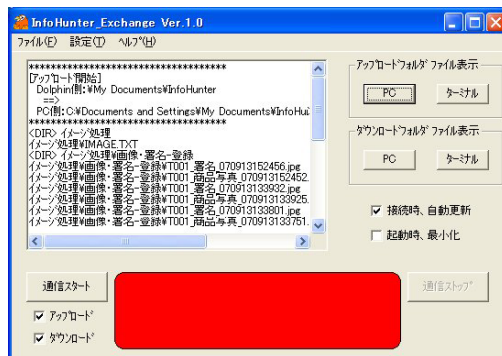 InfoHunter_Exchange Ver.1.0
ファイル(F) 設定(T) ヘルプ(H)
**********************************
[アップロード開始]
Dolphin側:¥My Documents¥InfoHunter
==>
PC側:C:¥Documents and Settings¥My Documents¥InfoHu
**********************************
<DIR> イメージ処理
イメージ処理¥IMAGE.TXT
<DIR> イメージ処理¥画像・署名-登録
イメージ処理¥画像・署名-登録¥T001_署名_070913152456.jpg
イメージ処理¥画像・署名-登録¥T001_商品写真_070913152452.
イメージ処理¥画像・署名-登録¥T001_署名_070913133932.jpg
イメージ処理¥画像・署名-登録¥T001_商品写真_070913133925.
イメージ処理¥画像・署名-登録¥T001_署名_070913133801.jpg
イメージ処理¥画像・署名-登録¥T001_商品写真_070913133751.
アップロードフォルダ ファイル表示
PC ターミナル
ダウンロードフォルダ ファイル表示
PC ターミナル
接続時、自動更新
起動時、最小化
通信スタート
通信ストップ
アップロード
ダウンロード